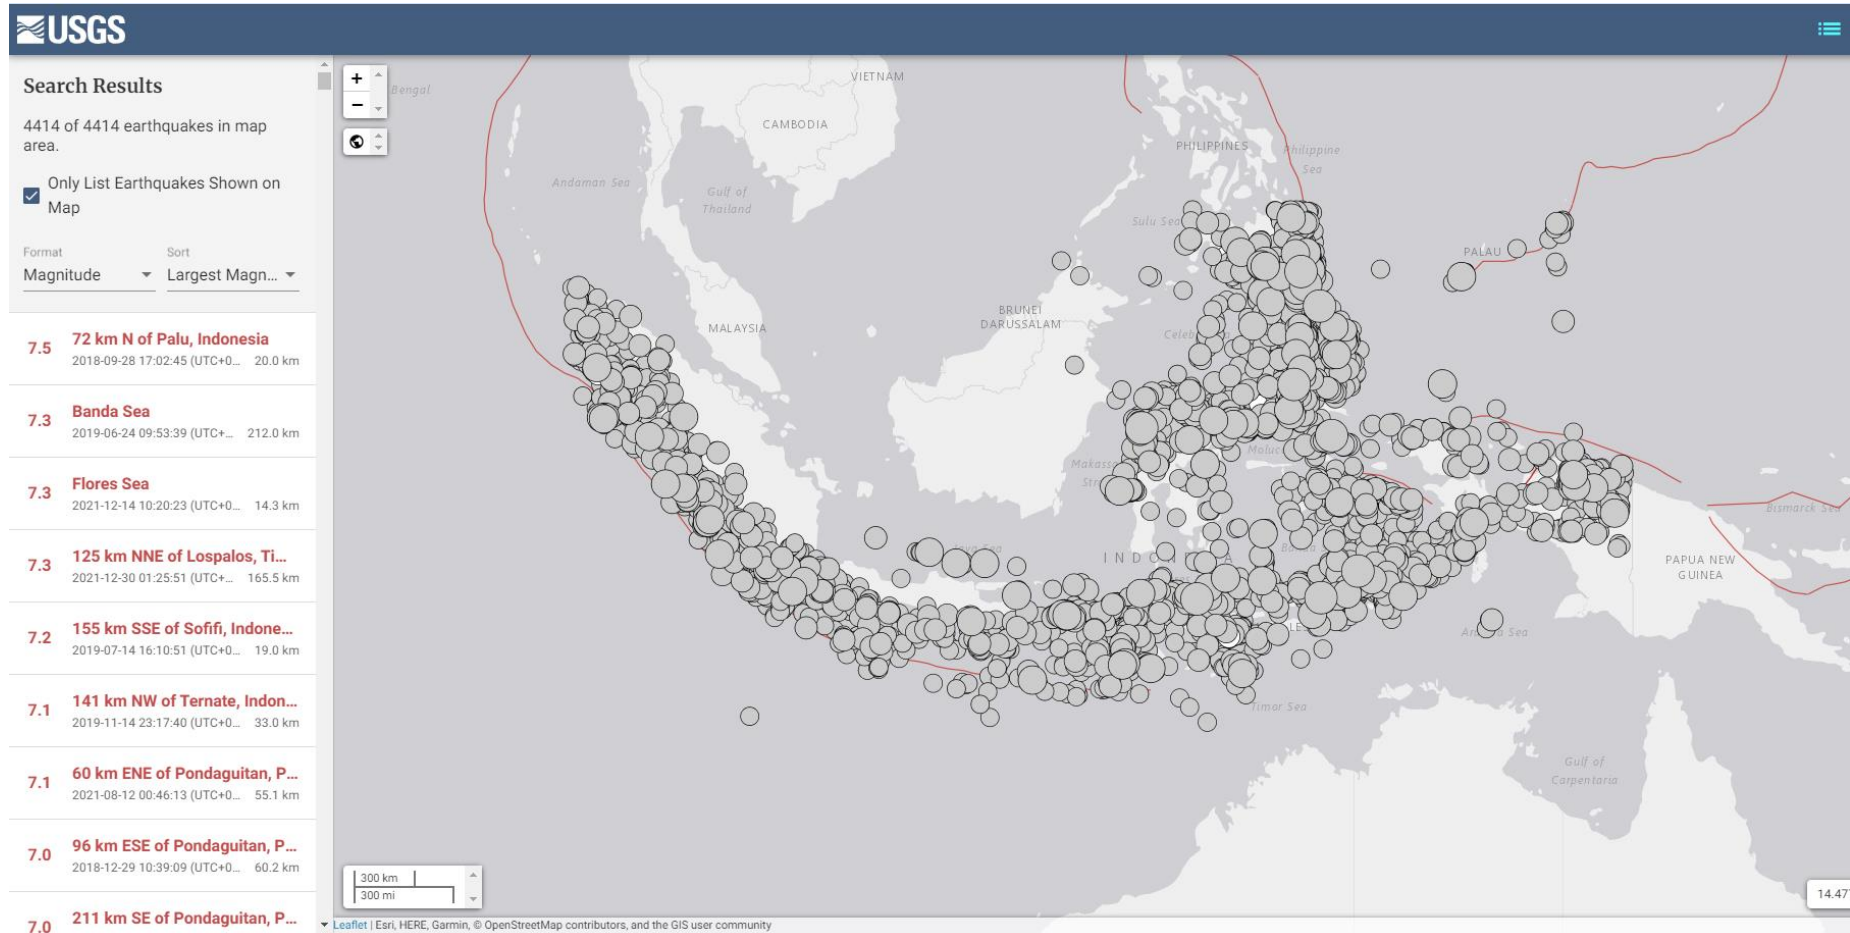 USGS
Search Results
4414 of 4414 earthquakes in map
area.
Only List Earthquakes Shown on
Map
Format
Sort
Magnitude
Largest Magn...
7.5
72 km N of Palu, Indonesia
2018-09-28 17:02:45 (UTC+0... 20.0 km
7.3
Banda Sea
2019-06-24 09:53:39 (UTC+... 212.0 km
7.3
Flores Sea
2021-12-14 10:20:23 (UTC+0... 14.3 km
7.3
125 km NNE of Lospalos, Ti...
2021-12-30 01:25:51 (UTC+... 165.5 km
7.2
155 km SSE of Sofifi, Indone...
2019-07-14 16:10:51 (UTC+0... 19.0 km
7.1
141 km NW of Ternate, Indon...
2019-11-14 23:17:40 (UTC+0... 33.0 km
7.1
60 km ENE of Pondaguitan, P...
2021-08-12 00:46:13 (UTC+0... 55.1 km
7.0
96 km ESE of Pondaguitan, P...
2018-12-29 10:39:09 (UTC+0... 60.2 km
7.0
211 km SE of Pondaguitan, P...
+
−
Bengal
VIETNAM
CAMBODIA
PHILIPPINES
Philippine
Sea
Andaman Sea
Gulf of
Thailand
Sulu Sea
PALAU
BRUNEI
DARUSSALAM
MALAYSIA
Bismarck Sea
PAPUA NEW
GUINEA
Timor Sea
Gulf of
Carpentaria
300 km
300 mi
14.47
Leaflet | Esri, HERE, Garmin, © OpenStreetMap contributors, and the GIS user community